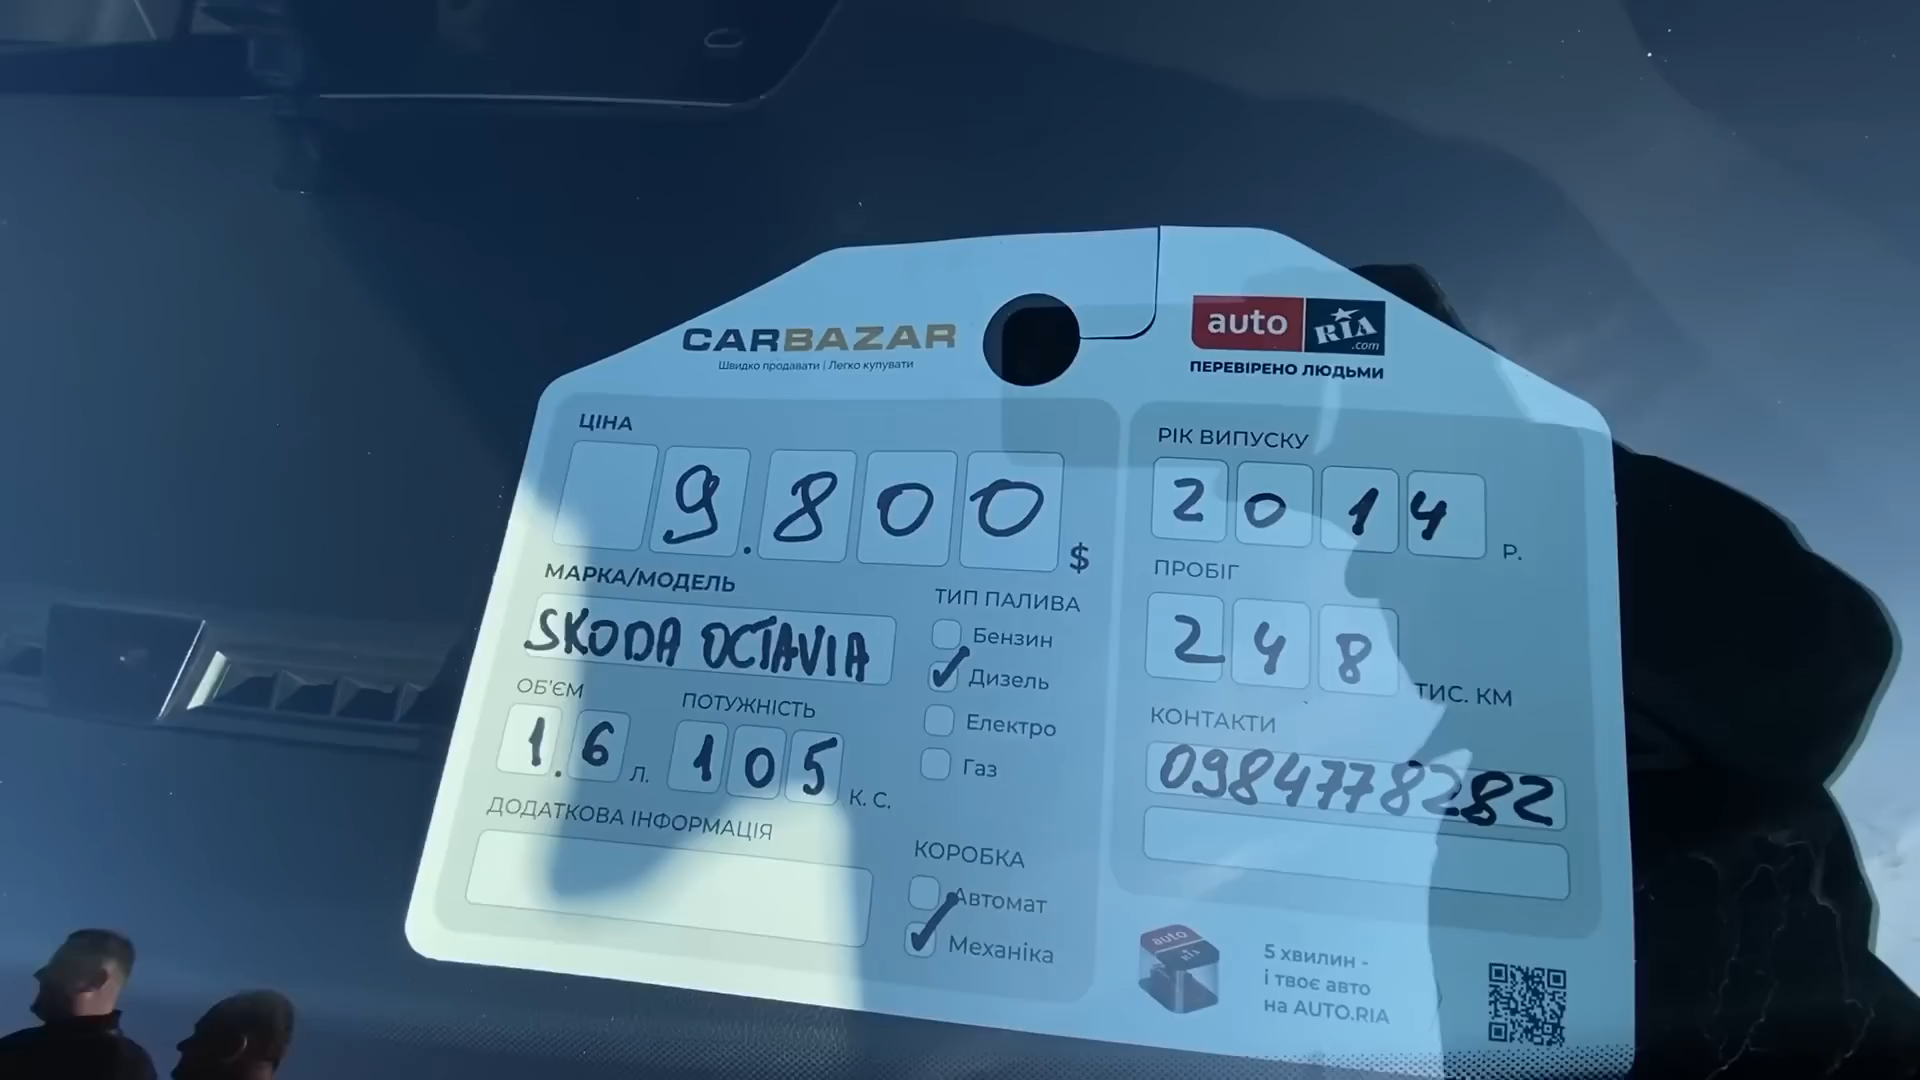 CARBAZAR
Швидко продавати | Легко купувати
auto RIA.com
ПЕРЕВІРЕНО ЛЮДЬМИ
ЦІНА
9.800 $
МАРКА/МОДЕЛЬ
SKODA OCTAVIA
ОБ'ЄМ
1.6 Л.
ПОТУЖНІСТЬ
105 К. С.
ДОДАТКОВА ІНФОРМАЦІЯ
ТИП ПАЛИВА
Бензин
Дизель
Електро
Газ
КОРОБКА
Автомат
Механіка
РІК ВИПУСКУ
2014 Р.
ПРОБІГ
248 ТИС. КМ
КОНТАКТИ
0984778282
auto RIA
5 хвилин -
і твоє авто
на AUTO.RIA